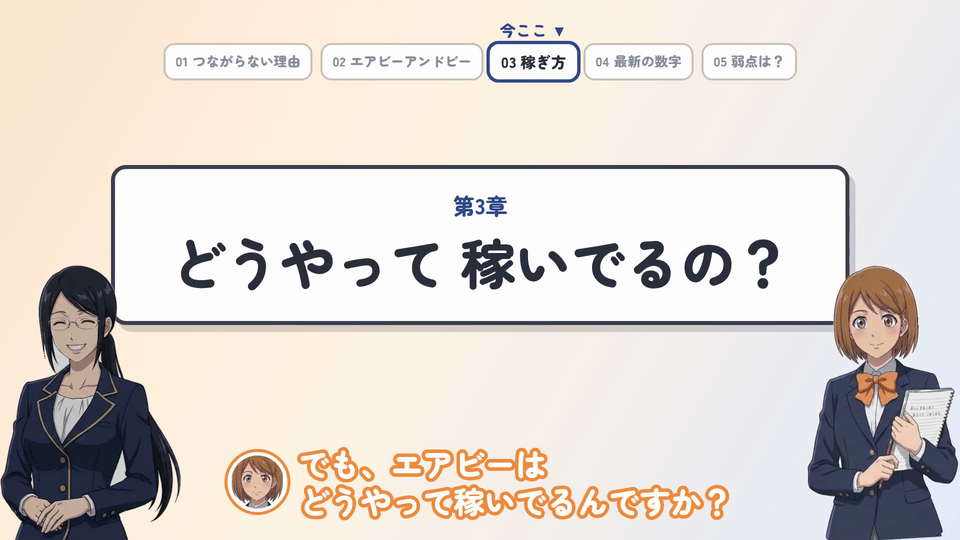 今ここ ▼
01 つながらない理由
02 エアビーアンドビー
03 稼ぎ方
04 最新の数字
05 弱点は？
第3章
どうやって 稼いでるの？
でも、エアビーは
どうやって稼いでるんですか？